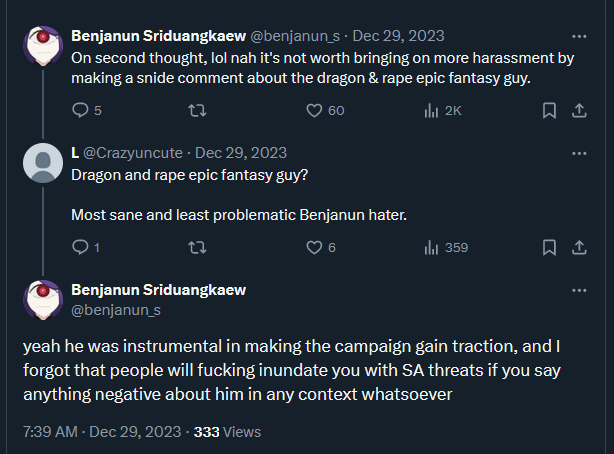 Benjanun Sriduangkaew @benjanun_s · Dec 29, 2023
On second thought, lol nah it's not worth bringing on more harassment by
making a snide comment about the dragon & rape epic fantasy guy.
5 60 2K
L @Crazyuncute · Dec 29, 2023
Dragon and rape epic fantasy guy?
Most sane and least problematic Benjanun hater.
1 6 359
Benjanun Sriduangkaew
@benjanun_s
yeah he was instrumental in making the campaign gain traction, and I
forgot that people will fucking inundate you with SA threats if you say
anything negative about him in any context whatsoever
7:39 AM · Dec 29, 2023 · 333 Views